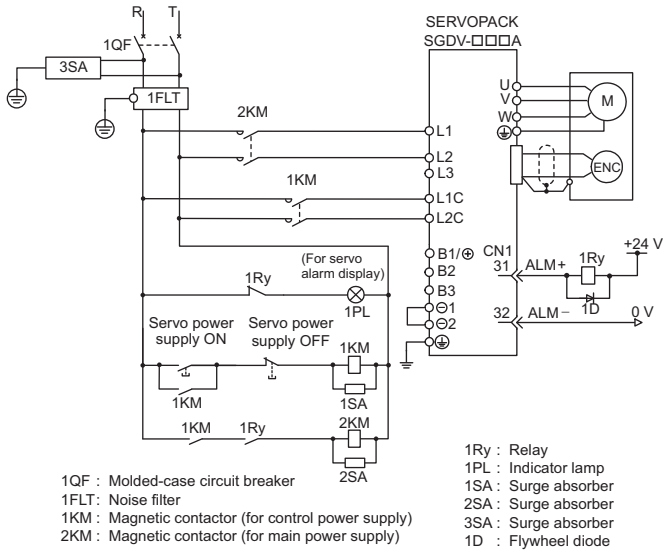 R T
SERVOPACK
SGDV-□□□A
1QF
3SA
1FLT
2KM
U
V
W
M
L1
L2
L3
ENC
1KM
L1C
L2C
B1/⊕
B2
B3
⊖1
⊖2
CN1
31 ALM+
1Ry
+24 V
1D
32 ALM−
0 V
(For servo
alarm display)
1Ry
1PL
Servo power
supply ON
Servo power
supply OFF
1KM
1KM
1SA
1KM
1Ry
2KM
2SA
1QF : Molded-case circuit breaker
1FLT: Noise filter
1KM : Magnetic contactor (for control power supply)
2KM : Magnetic contactor (for main power supply)
1Ry : Relay
1PL : Indicator lamp
1SA : Surge absorber
2SA : Surge absorber
3SA : Surge absorber
1D : Flywheel diode